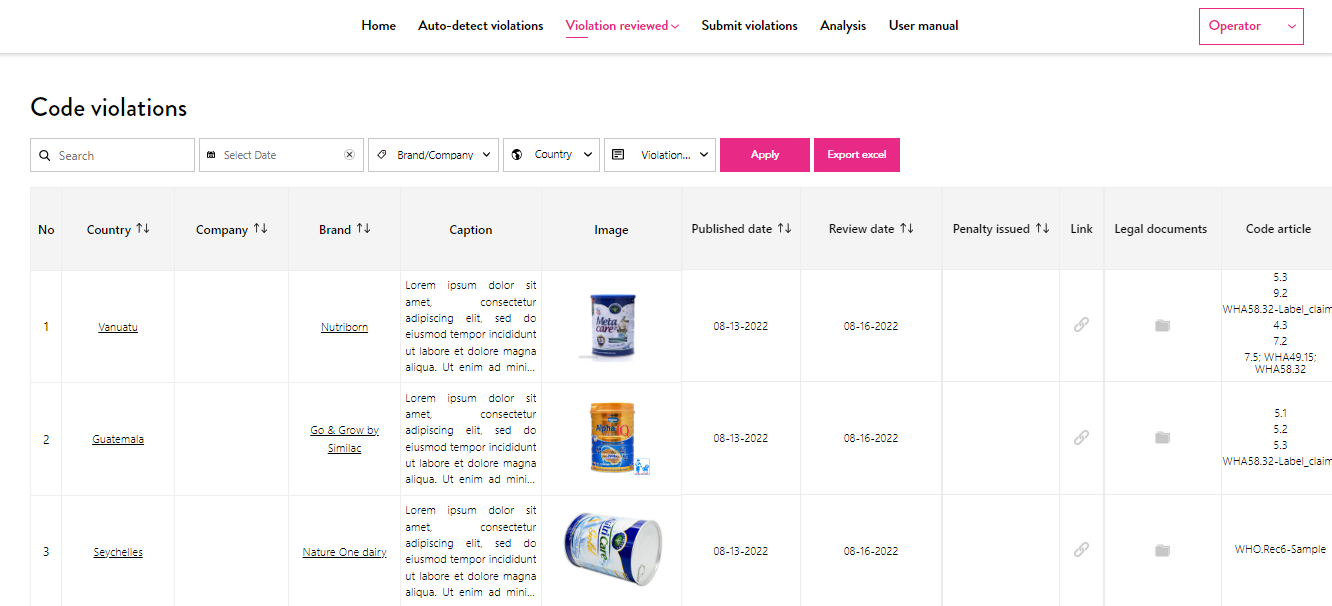 Home Auto-detect violations Violation reviewed Submit violations Analysis User manual Operator
Code violations
Search Select Date Brand/Company Country Violation... Apply Export excel
No Country Company Brand Caption Image Published date Review date Penalty issued Link Legal documents Code article
1 Vanuatu Nutriborn
Lorem ipsum dolor sit
amet, consectetur
adipiscing elit, sed do
eiusmod tempor incididunt
ut labore et dolore magna
aliqua. Ut enim ad mini...
Meta
care
08-13-2022 08-16-2022
5.3
9.2
WHA58.32-Label_claim
4.3
7.2
7.5; WHA49.15;
WHA58.32
2 Guatemala
Go & Grow by
Similac
Lorem ipsum dolor sit
amet, consectetur
adipiscing elit, sed do
eiusmod tempor incididunt
ut labore et dolore magna
aliqua. Ut enim ad mini...
Alpha IQ
08-13-2022 08-16-2022
5.1
5.2
5.3
WHA58.32-Label_claim
3 Seychelles Nature One dairy
Lorem ipsum dolor sit
amet, consectetur
adipiscing elit, sed do
eiusmod tempor incididunt
ut labore et dolore magna
aliqua. Ut enim ad mini...
NutriCare
Gold
08-13-2022 08-16-2022
WHO.Rec6-Sample